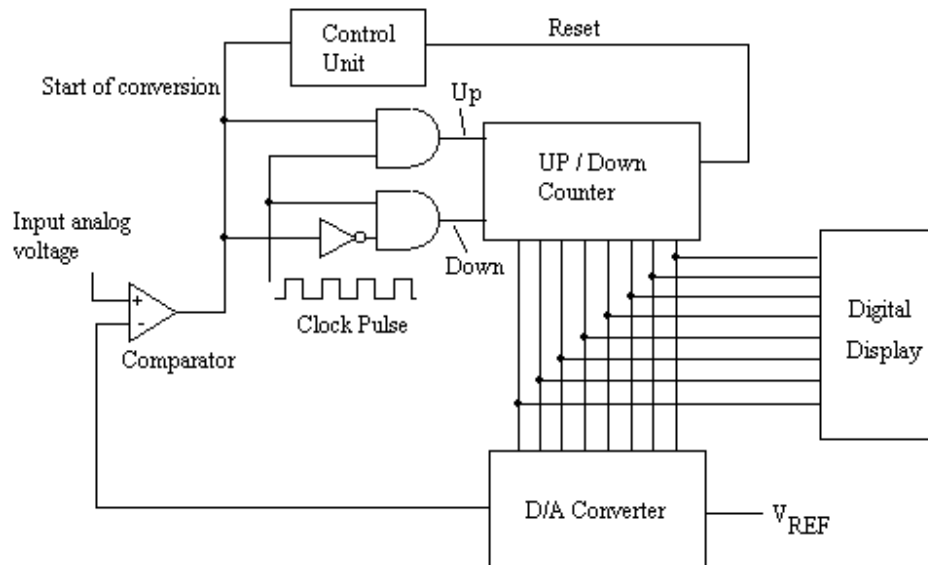 Control
Unit
Reset
Start of conversion
Up
UP / Down
Counter
Input analog
voltage
Down
+
-
Clock Pulse
Comparator
Digital
Display
D/A Converter
VREF